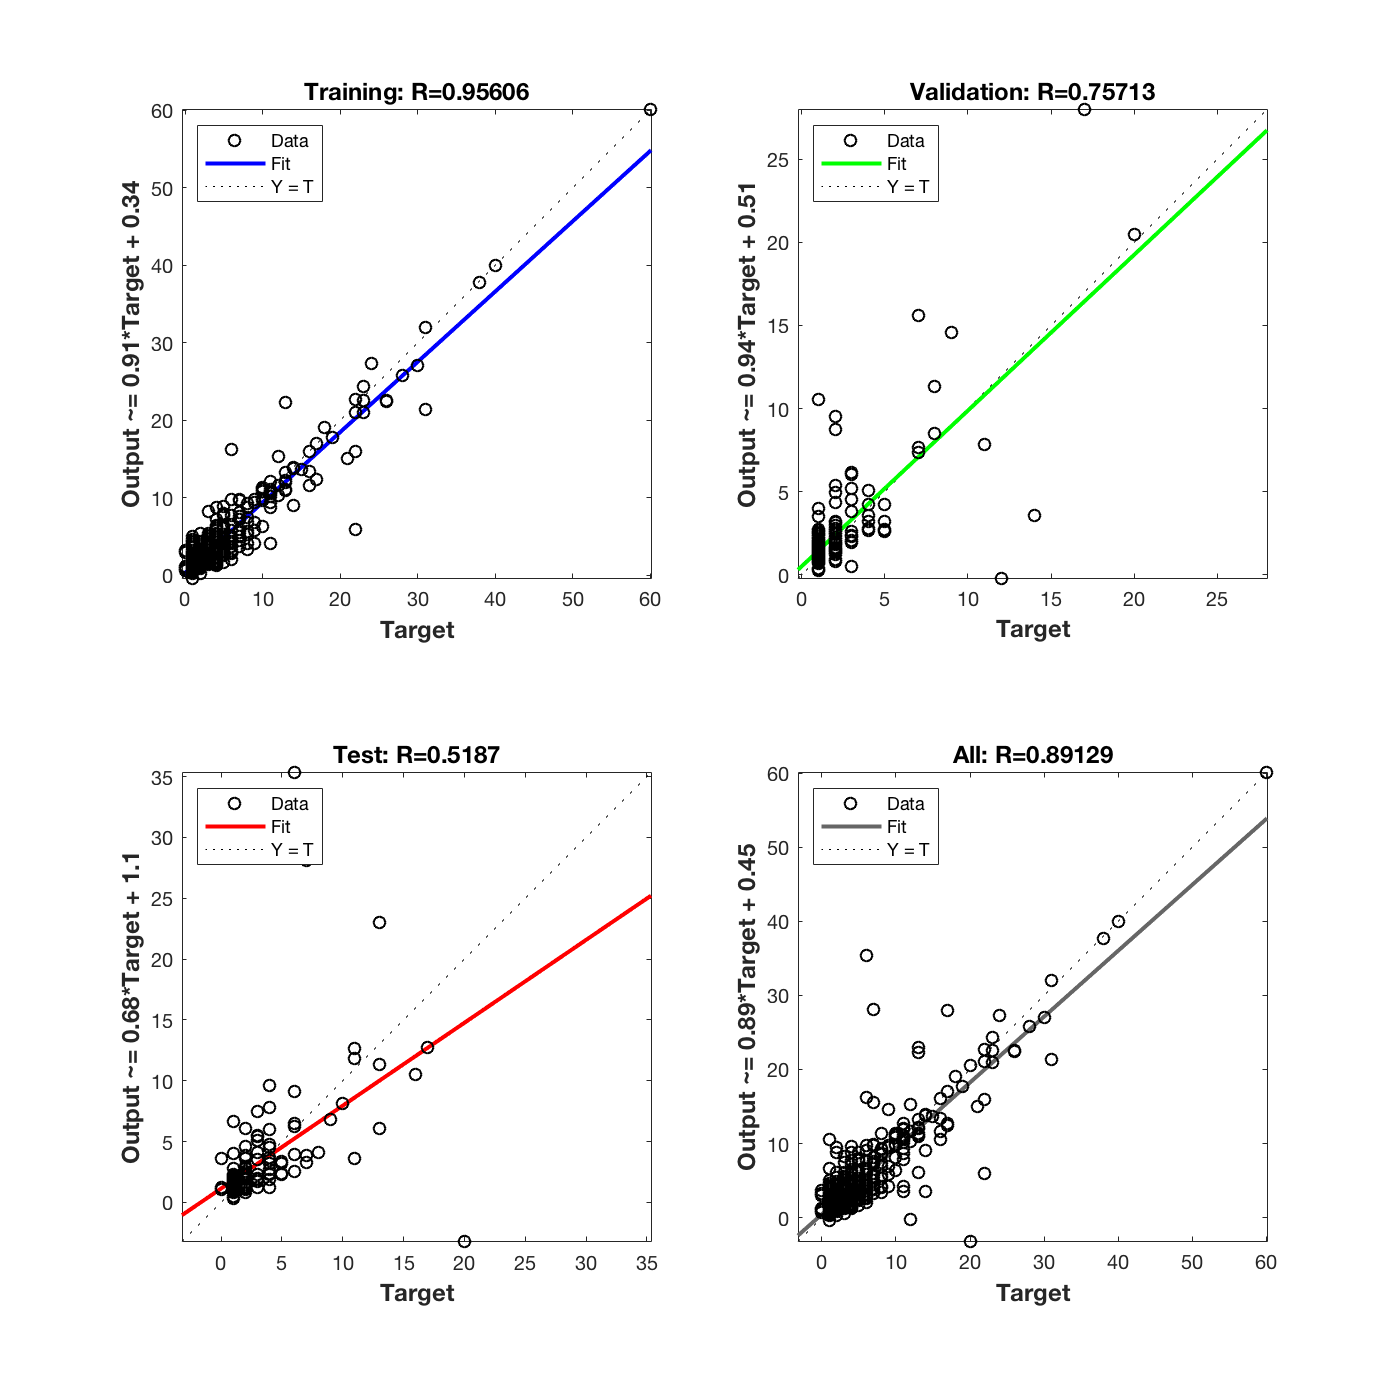 Training: R=0.95606
Output ~= 0.91*Target + 0.34
60
50
40
30
20
10
0
Data
Fit
Y = T
0 10 20 30 40 50 60
Target
Validation: R=0.75713
Output ~= 0.94*Target + 0.51
25
20
15
10
5
0
Data
Fit
Y = T
0 5 10 15 20 25
Target
Test: R=0.5187
Output ~= 0.68*Target + 1.1
35
30
25
20
15
10
5
0
Data
Fit
Y = T
0 5 10 15 20 25 30 35
Target
All: R=0.89129
Output ~= 0.89*Target + 0.45
60
50
40
30
20
10
0
Data
Fit
Y = T
0 10 20 30 40 50 60
Target